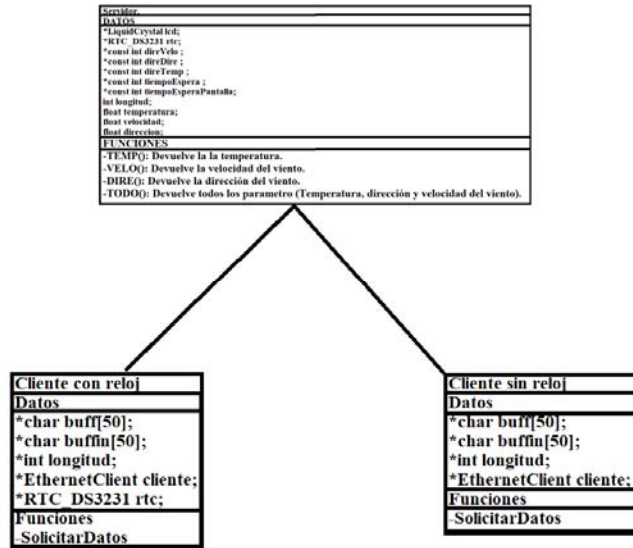 Servidor.
DATOS
*LiquidCrystal lcd;
*RTC_DS3231 rtc;
*const int direVelo ;
*const int direDire ;
*const int direTemp ;
*const int tiempoEspera ;
*const int tiempoEsperaPantalla;
int longitud;
float temperatura;
float velocidad;
float direccion;
FUNCIONES
-TEMP(): Devuelve la la temperatura.
-VELO(): Devuelve la velocidad del viento.
-DIRE(): Devuelve la dirección del viento.
-TODO(): Devuelve todos los parametro (Temperatura, dirección y velocidad del viento).
Cliente con reloj
Datos
*char buff[50];
*char buffin[50];
*int longitud;
*EthernetClient cliente;
*RTC_DS3231 rtc;
Funciones
-SolicitarDatos
Cliente sin reloj
Datos
*char buff[50];
*char buffin[50];
*int longitud;
*EthernetClient cliente;
Funciones
-SolicitarDatos